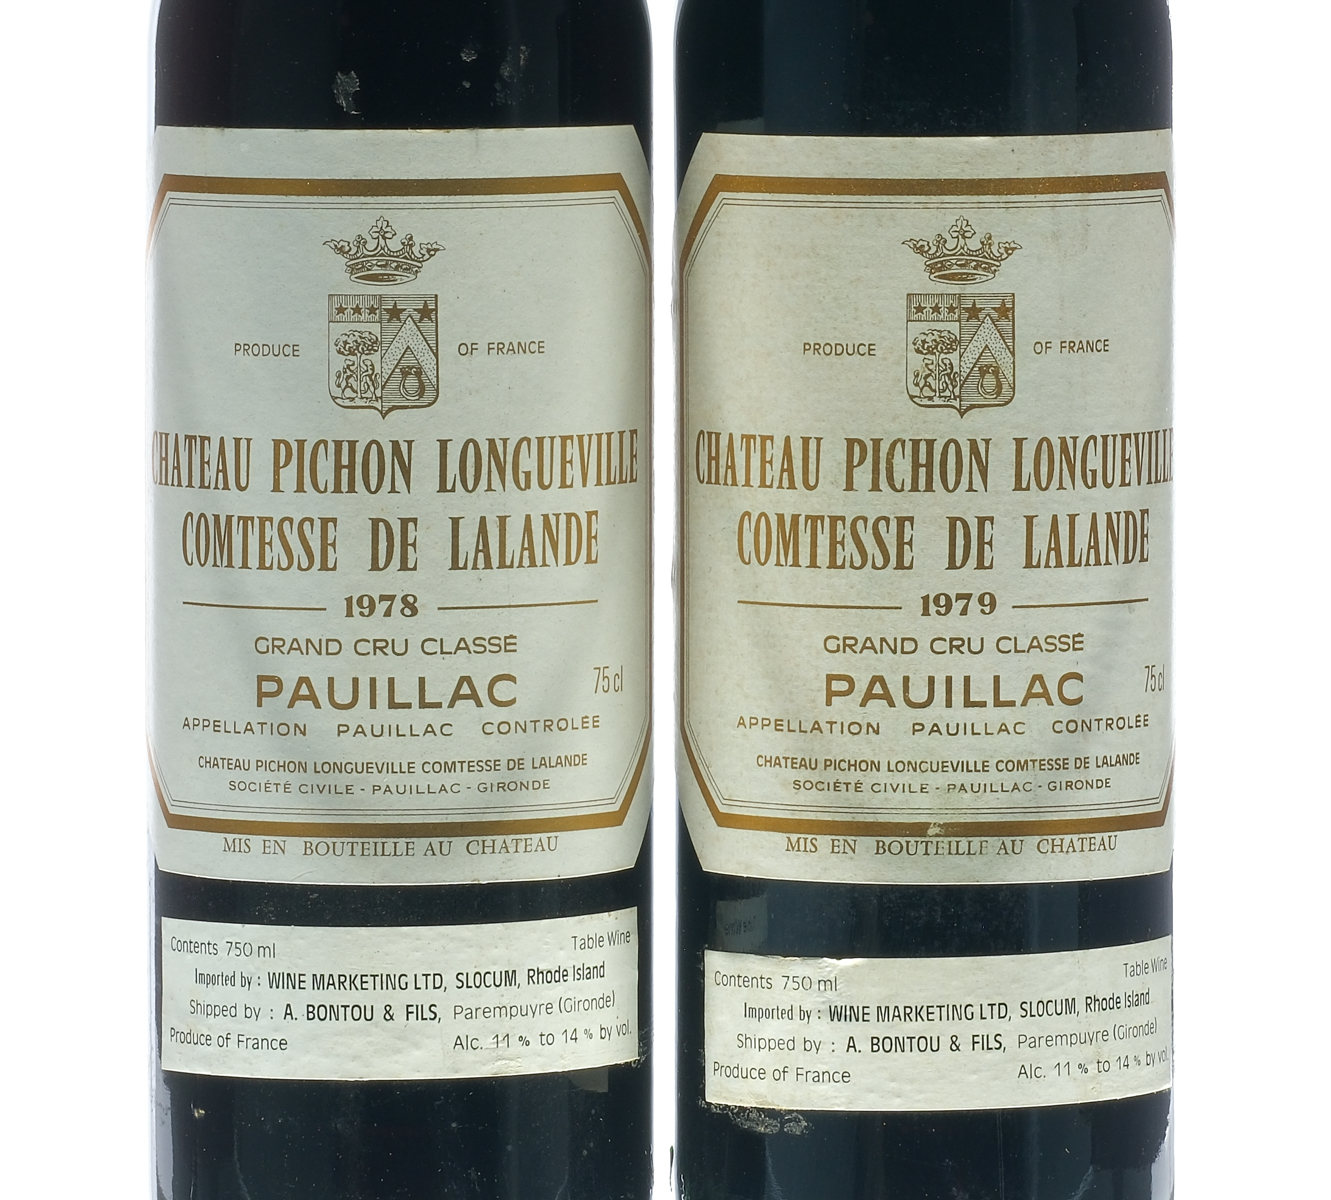 PRODUCE OF FRANCE
CHATEAU PICHON LONGUEVILLE
COMTESSE DE LALANDE
1978
GRAND CRU CLASSÉ
PAUILLAC 75 cl
APPELLATION PAUILLAC CONTROLÉE
CHATEAU PICHON LONGUEVILLE COMTESSE DE LALANDE
SOCIÉTÉ CIVILE - PAUILLAC - GIRONDE
MIS EN BOUTEILLE AU CHATEAU
Contents 750 ml Table Wine
Imported by : WINE MARKETING LTD, SLOCUM, Rhode Island
Shipped by : A. BONTOU & FILS, Parempuyre (Gironde)
Produce of France Alc. 11 % to 14 % by vol.
PRODUCE OF FRANCE
CHATEAU PICHON LONGUEVILLE
COMTESSE DE LALANDE
1979
GRAND CRU CLASSÉ
PAUILLAC 75 cl
APPELLATION PAUILLAC CONTROLÉE
CHATEAU PICHON LONGUEVILLE COMTESSE DE LALANDE
SOCIÉTÉ CIVILE - PAUILLAC - GIRONDE
MIS EN BOUTEILLE AU CHATEAU
Contents 750 ml Table Wine
Imported by : WINE MARKETING LTD, SLOCUM, Rhode Island
Shipped by : A. BONTOU & FILS, Parempuyre (Gironde)
Produce of France Alc. 11 % to 14 % by vol.